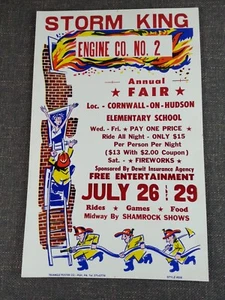 STORM KING
ENGINE CO. NO. 2
Annual
★ FAIR ★
Loc. - CORNWALL-ON-HUDSON
ELEMENTARY SCHOOL
Wed. - Fri. ★ PAY ONE PRICE ★
Ride All Night - ONLY $15
Per Person Per Night
($13 With $2.00 Coupon)
Sat. - ★ FIREWORKS ★
Sponsored By Dewit Insurance Agency
FREE ENTERTAINMENT
JULY 26 29
Rides ★ Games ★ Food
Midway By SHAMROCK SHOWS